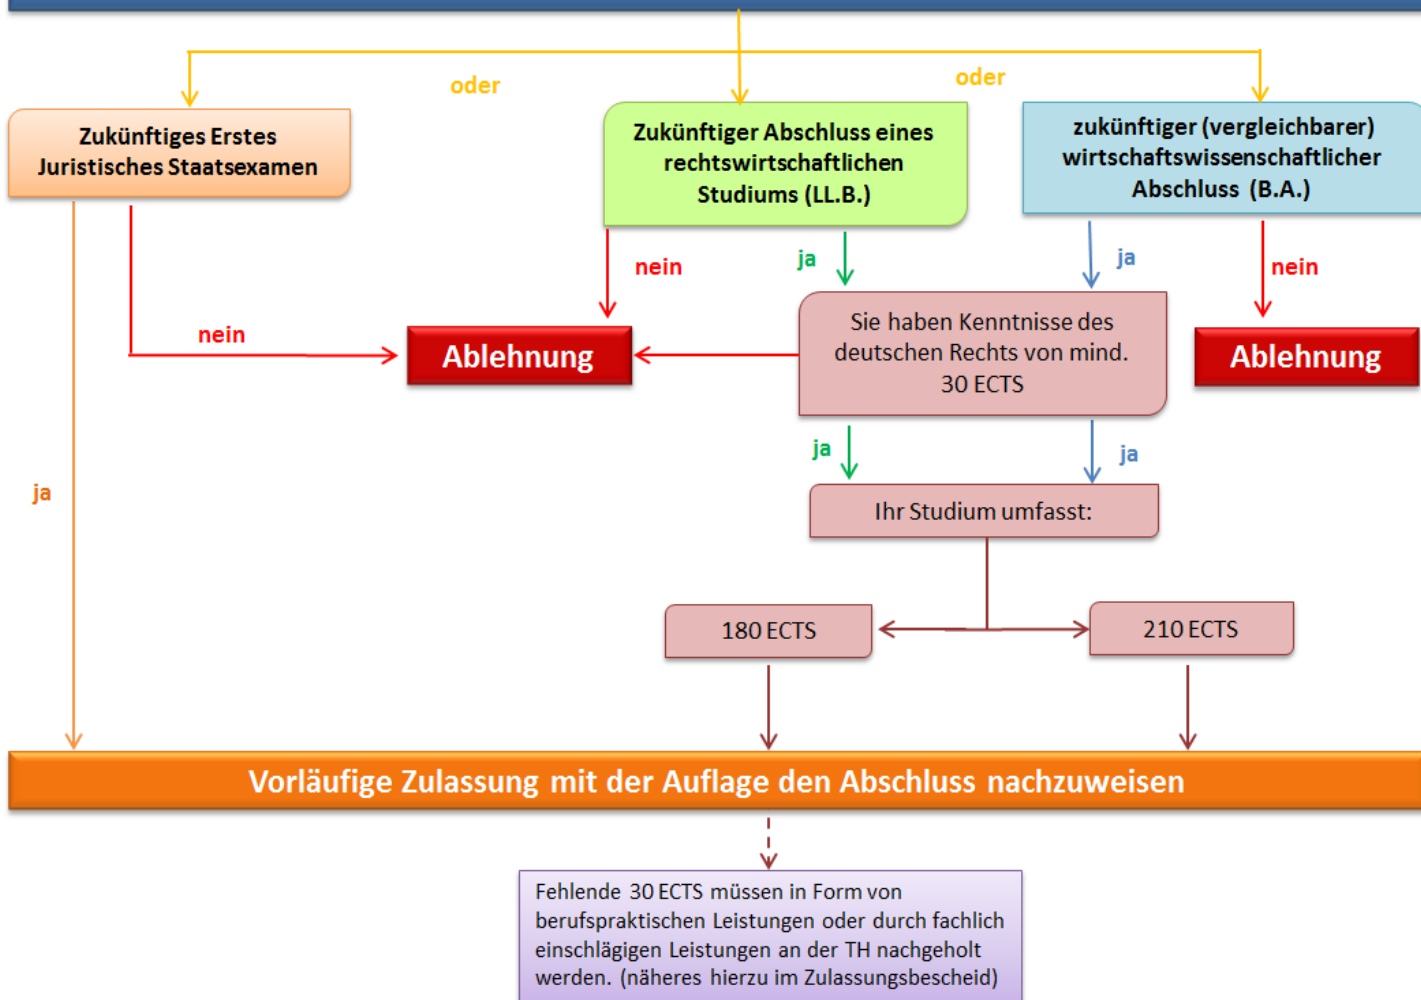 oder
oder
Zukünftiges Erstes
Juristisches Staatsexamen
Zukünftiger Abschluss eines
rechtswirtschaftlichen
Studiums (LL.B.)
zukünftiger (vergleichbarer)
wirtschaftswissenschaftlicher
Abschluss (B.A.)
nein
ja
ja
nein
nein
Ablehnung
Sie haben Kenntnisse des
deutschen Rechts von mind.
30 ECTS
Ablehnung
ja
ja
ja
Ihr Studium umfasst:
180 ECTS
210 ECTS
Vorläufige Zulassung mit der Auflage den Abschluss nachzuweisen
Fehlende 30 ECTS müssen in Form von
berufspraktischen Leistungen oder durch fachlich
einschlägigen Leistungen an der TH nachgeholt
werden. (näheres hierzu im Zulassungsbescheid)